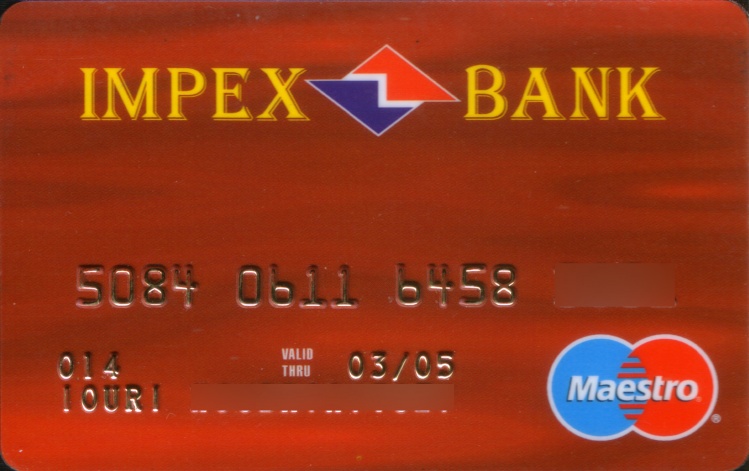 IMPEX BANK
5084 0611 6458
014 VALID THRU 03/05
IOURI
Maestro®